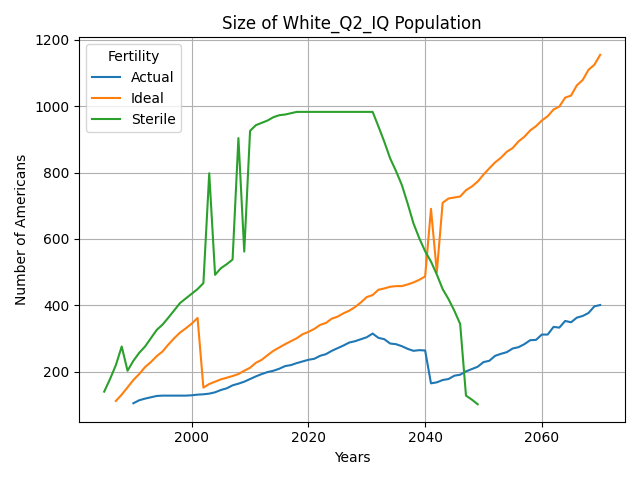 Size of White_Q2_IQ Population
Number of Americans
1200
1000
800
600
400
200
Fertility
Actual
Ideal
Sterile
2000
2020
2040
2060
Years